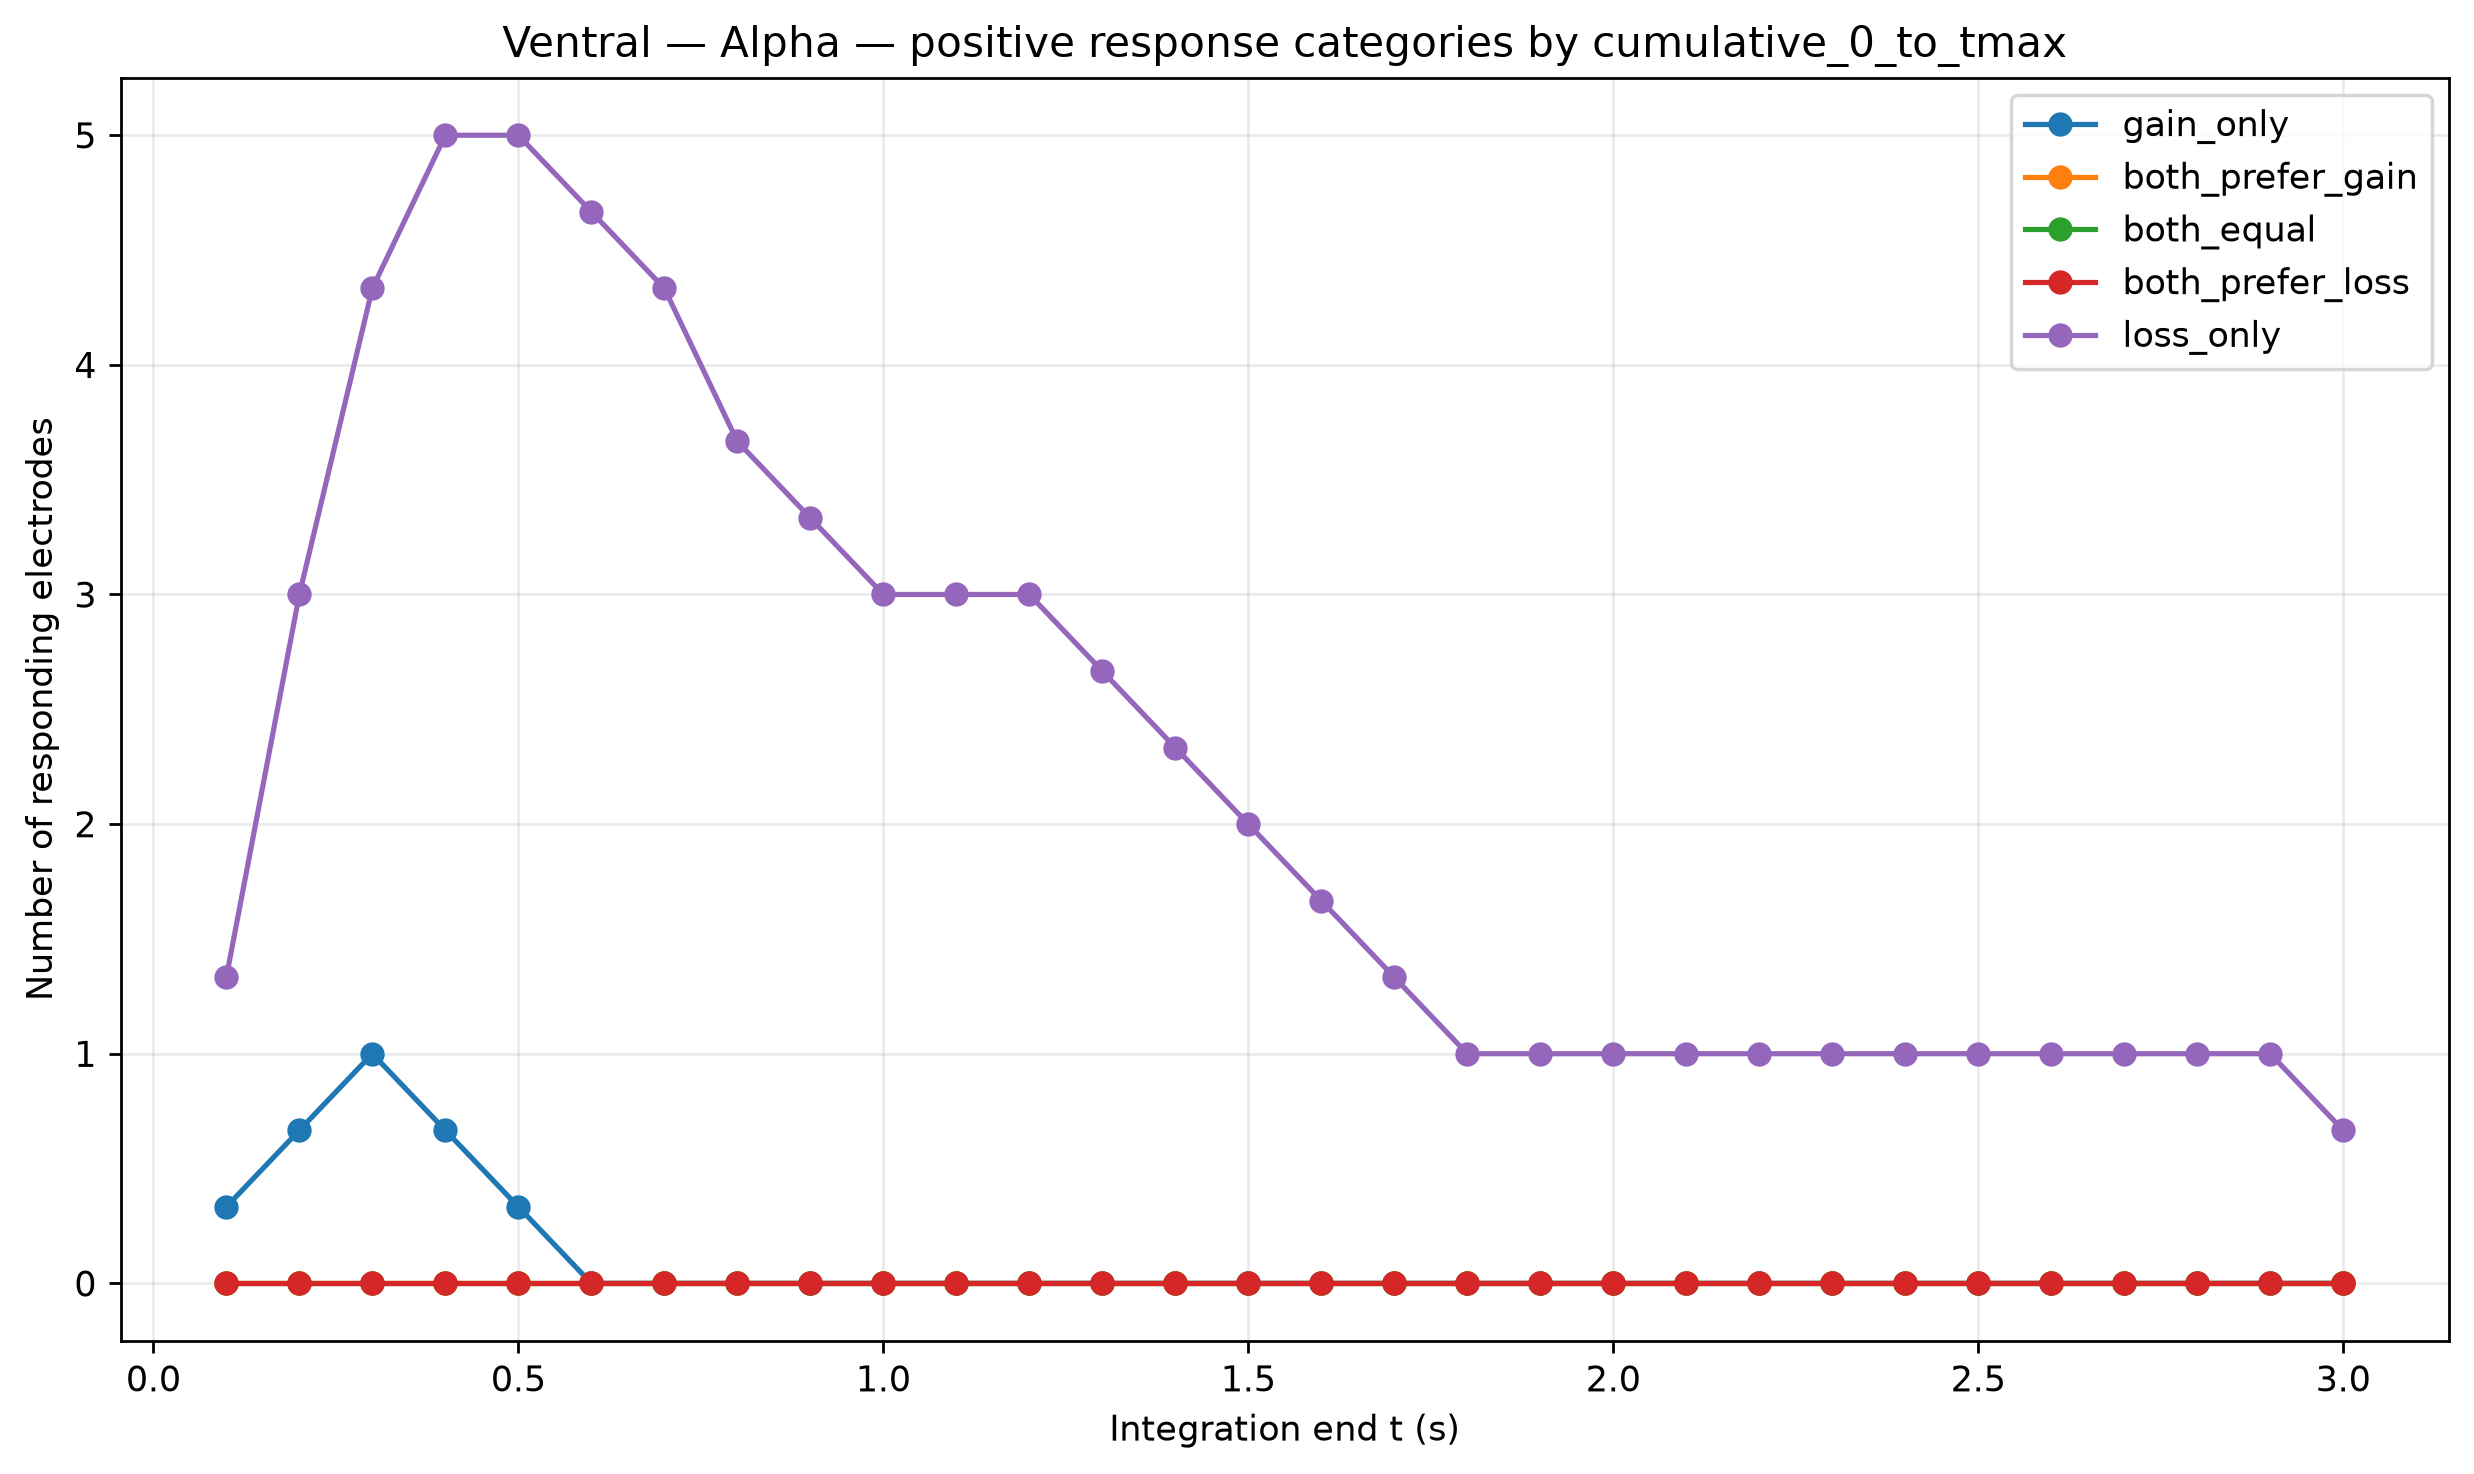 Ventral — Alpha — positive response categories by cumulative_0_to_tmax
gain_only
both_prefer_gain
both_equal
both_prefer_loss
loss_only
Number of responding electrodes
5
4
3
2
1
0
0.0 0.5 1.0 1.5 2.0 2.5 3.0
Integration end t (s)